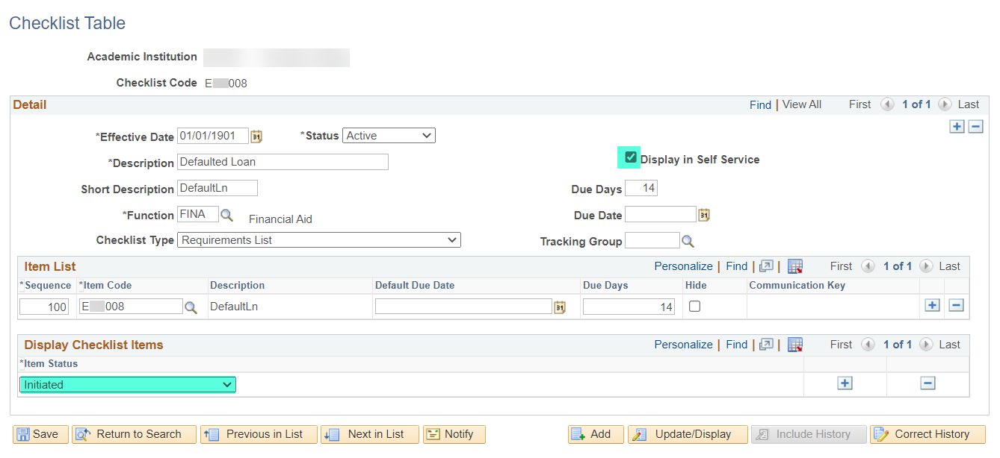 Checklist Table
Academic Institution
Checklist Code E 008
Detail Find | View All First 1 of 1 Last
*Effective Date 01/01/1901 31 *Status Active
*Description Defaulted Loan Display in Self Service
Short Description DefaultLn Due Days 14
*Function FINA Financial Aid Due Date 31
Checklist Type Requirements List Tracking Group
Item List Personalize | Find | | First 1 of 1 Last
*Sequence *Item Code Description Default Due Date Due Days Hide Communication Key
100 E 008 DefaultLn 31 14
Display Checklist Items Personalize | Find | | First 1 of 1 Last
*Item Status
Initiated
Save Return to Search Previous in List Next in List Notify Add Update/Display Include History Correct History